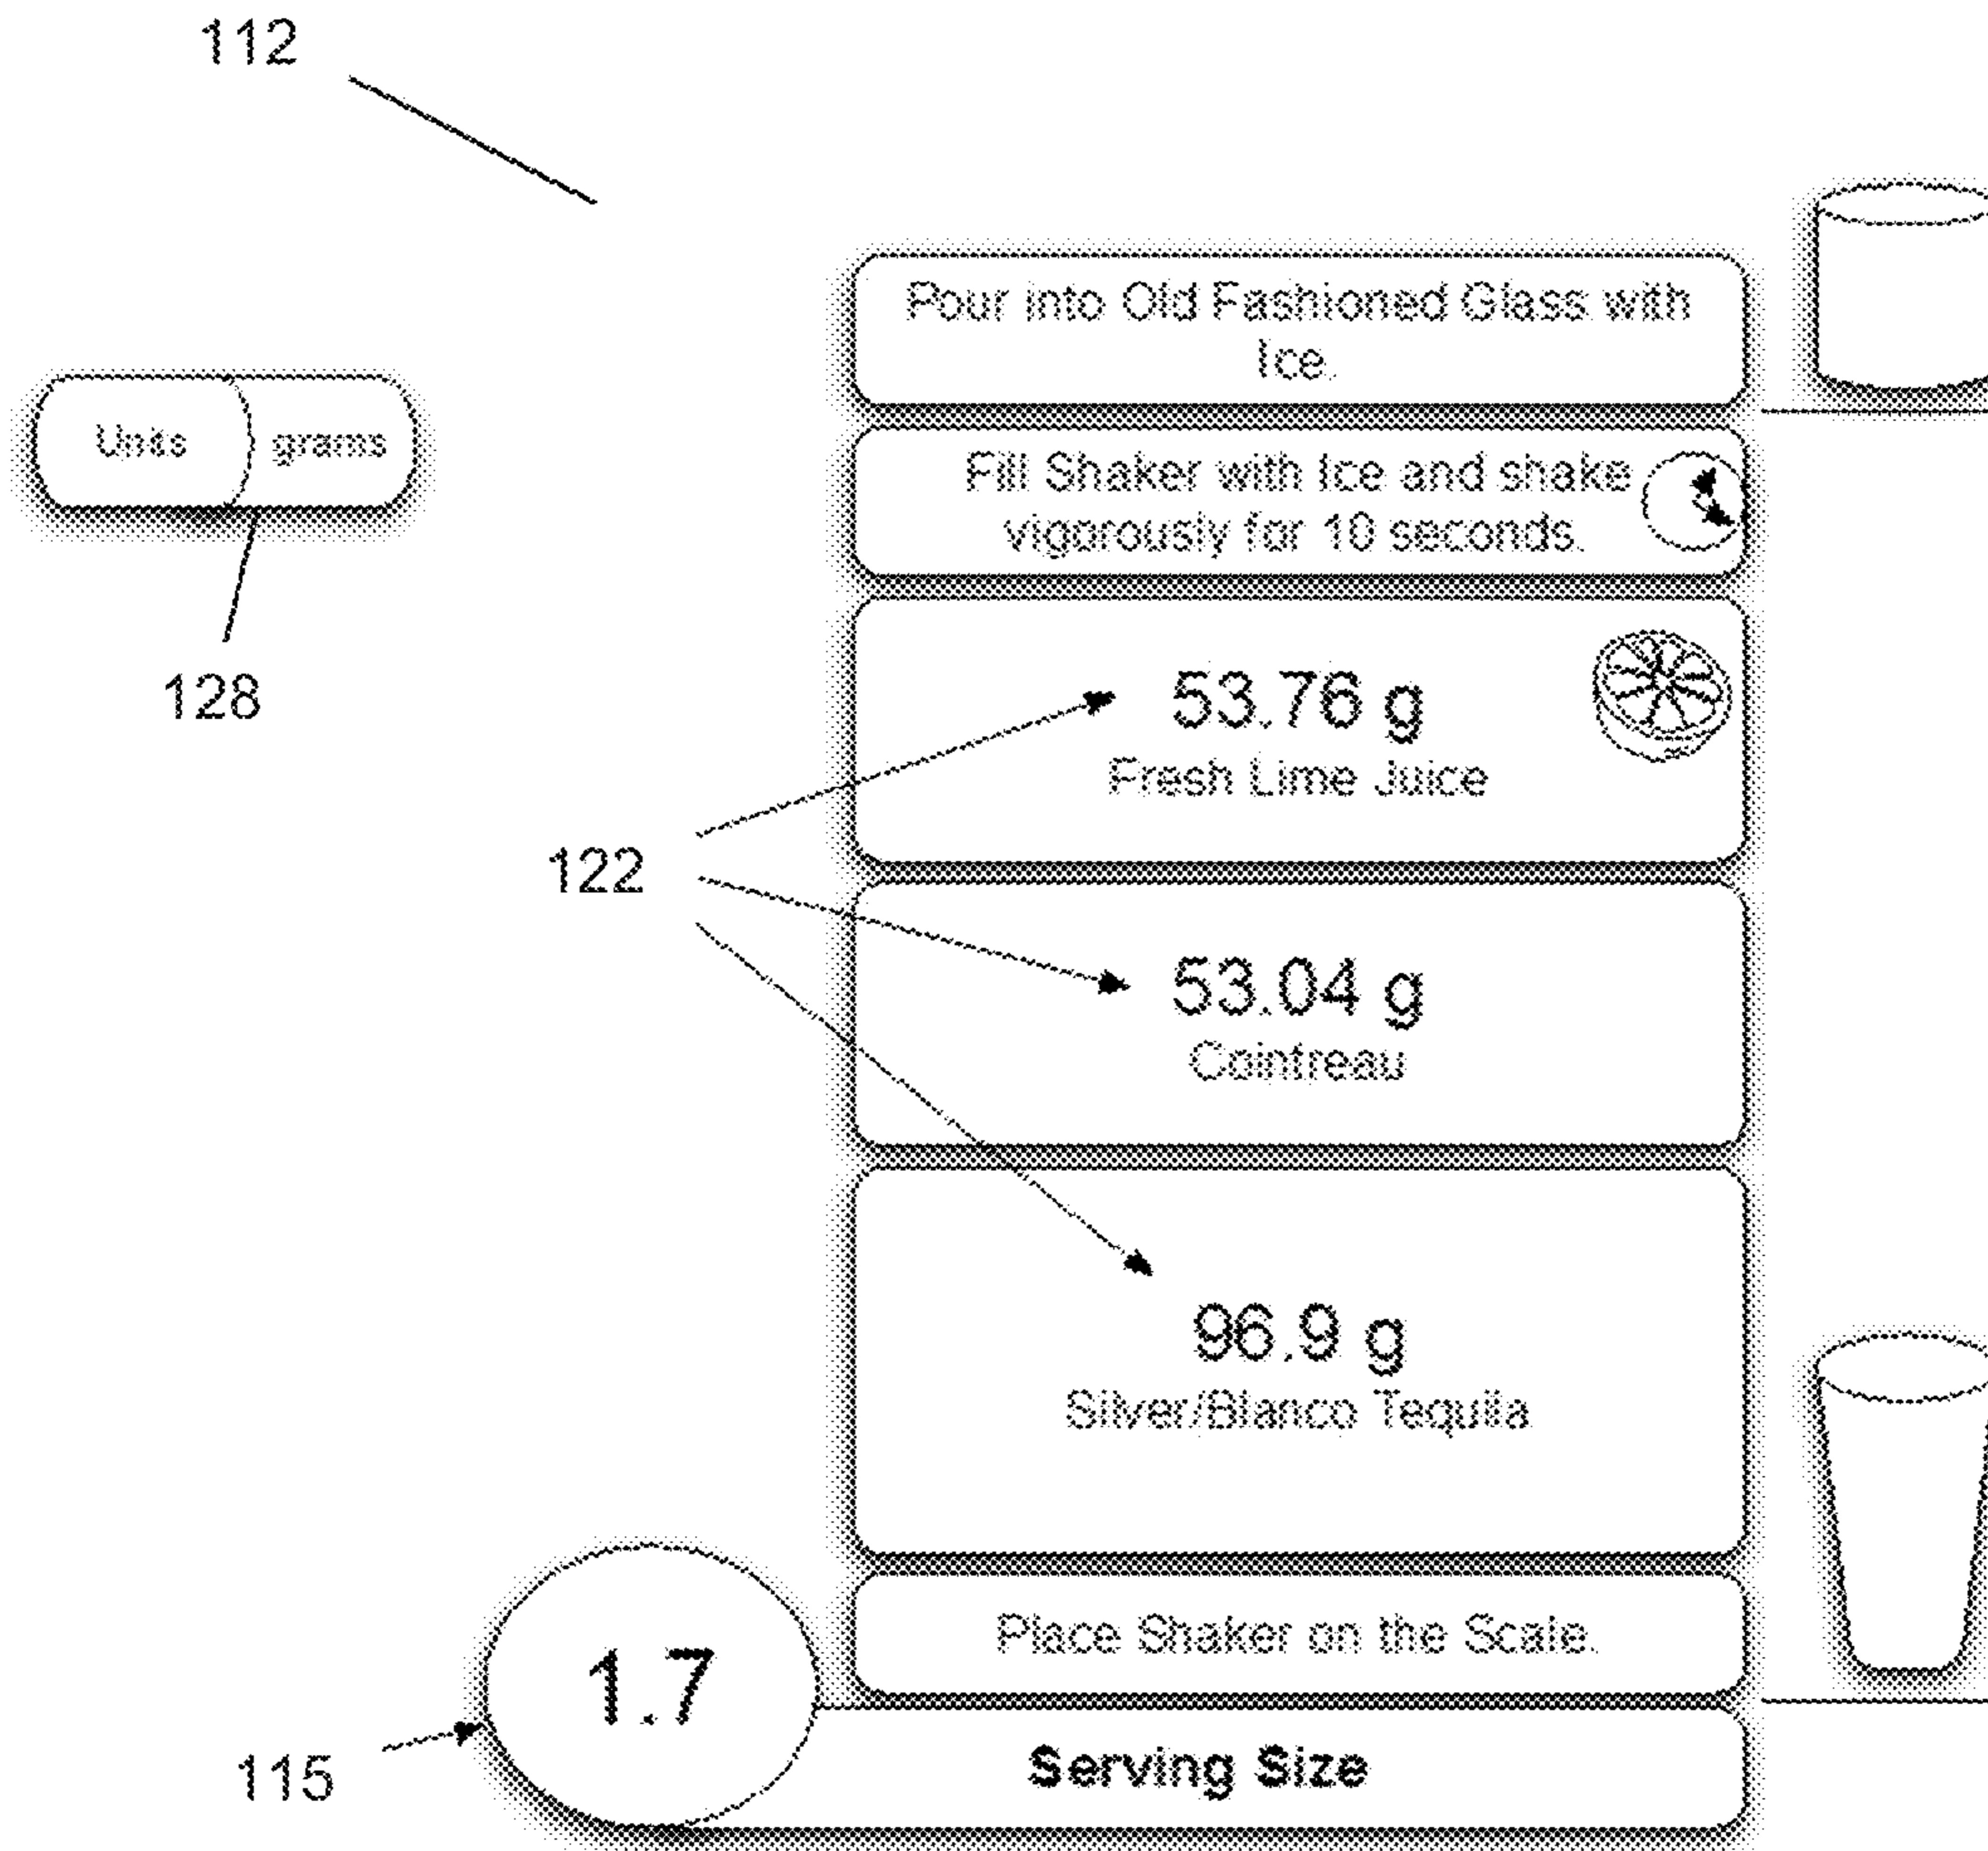 112
Pour into Old Fashioned Glass with
Ice.
Units grams
Fill Shaker with Ice and shake
vigorously for 10 seconds.
128
53.76 g
Fresh Lime Juice
122
53.04 g
Cointreau
96.9 g
Silver/Blanco Tequila
Place Shaker on the Scale.
1.7
115
Serving Size